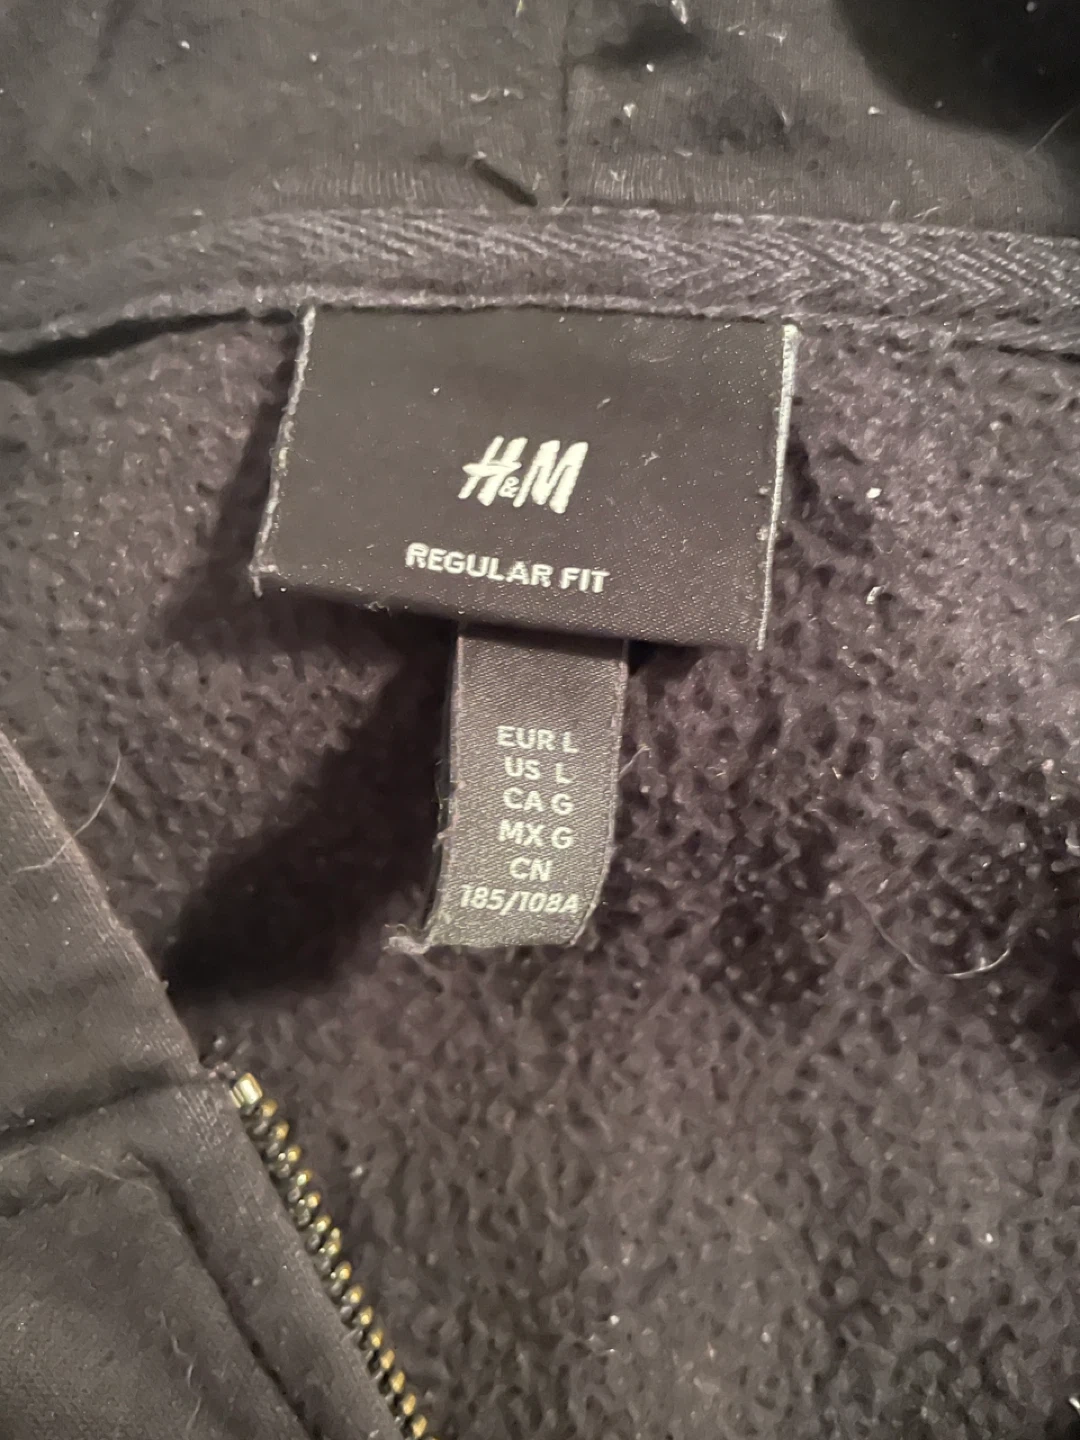 H&M
REGULAR FIT
EUR L
US L
CA G
MX G
CN
185/108A